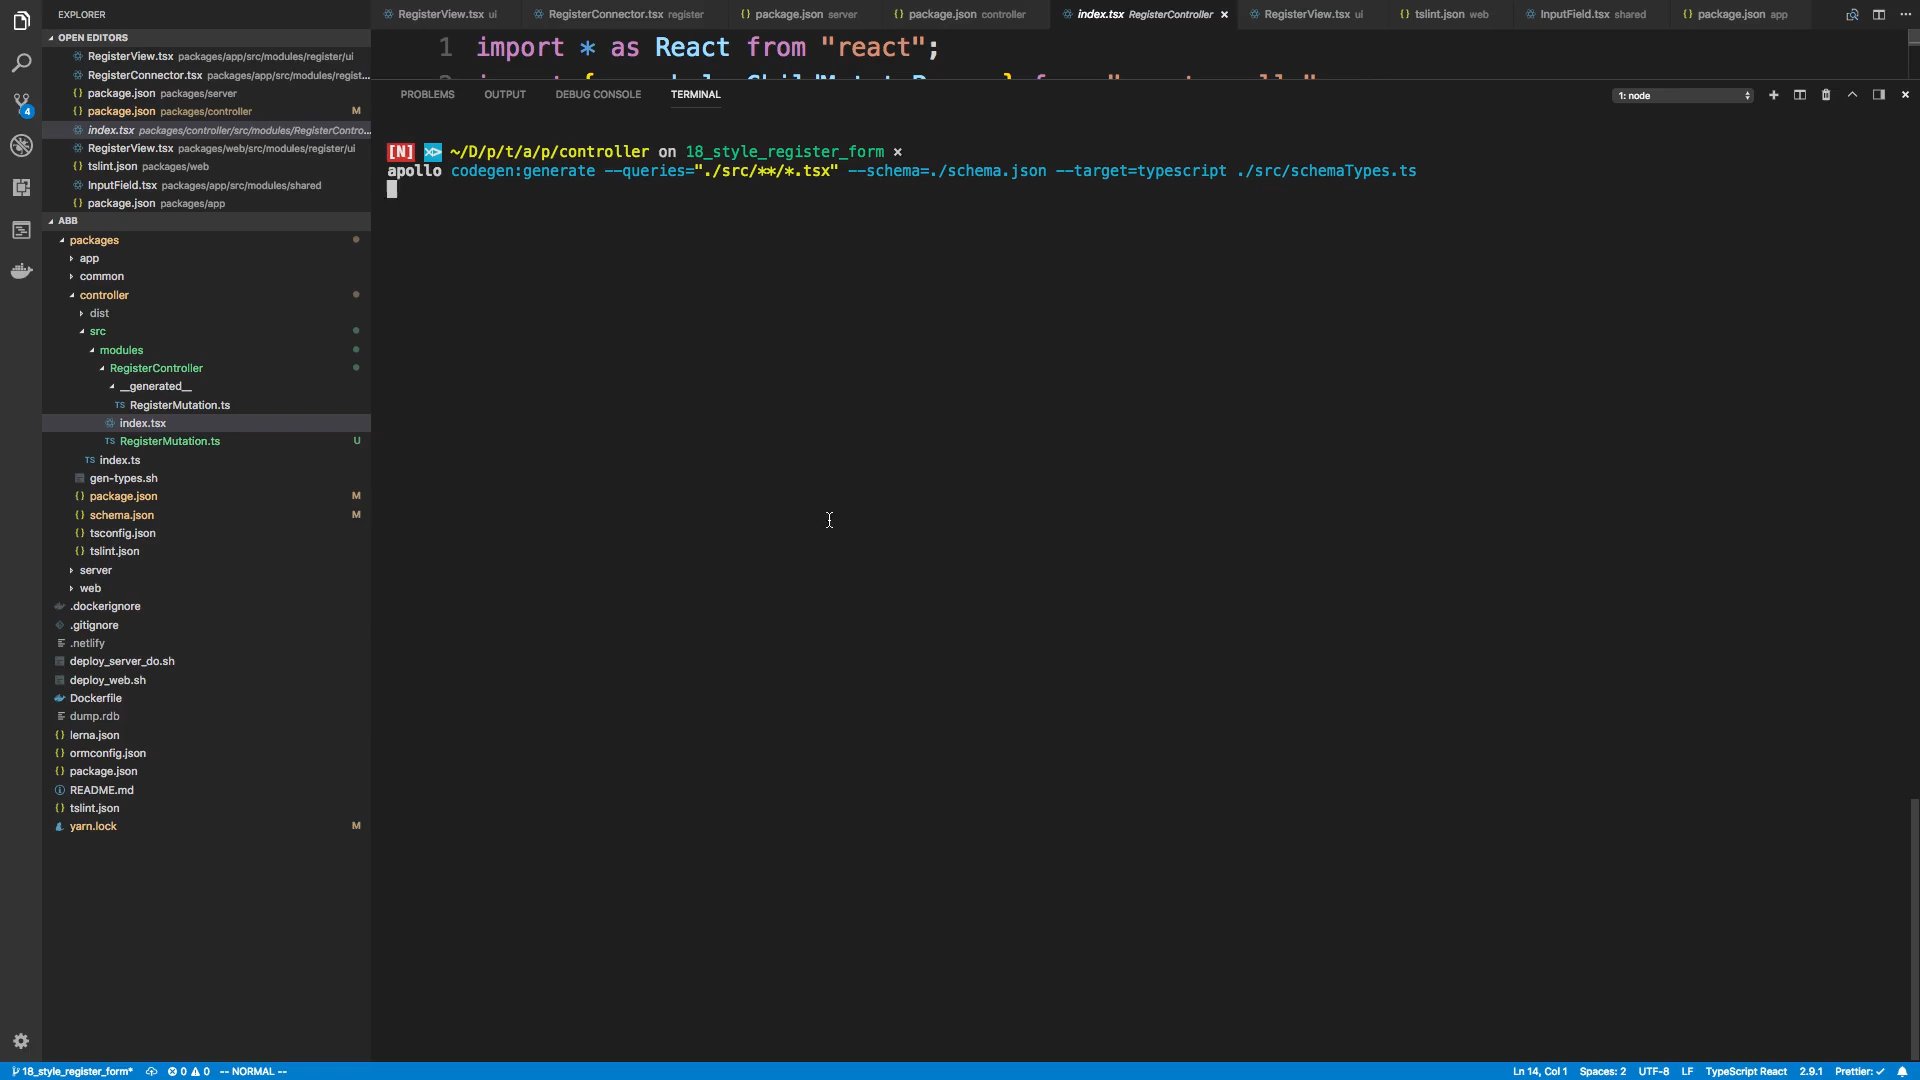 EXPLORER
OPEN EDITORS
RegisterView.tsx packages/app/src/modules/register/ui
RegisterConnector.tsx packages/app/src/modules/regist...
package.json packages/server
package.json packages/controller M
index.tsx packages/controller/src/modules/RegisterContro...
RegisterView.tsx packages/web/src/modules/register/ui
tslint.json packages/web
InputField.tsx packages/app/src/modules/shared
package.json packages/app
ABB
packages
app
common
controller
dist
src
modules
RegisterController
__generated__
TS RegisterMutation.ts
index.tsx
TS RegisterMutation.ts U
TS index.ts
gen-types.sh
{} package.json M
{} schema.json M
{} tsconfig.json
{} tslint.json
server
web
.dockerignore
.gitignore
.netlify
deploy_server_do.sh
deploy_web.sh
Dockerfile
dump.rdb
{} lerna.json
{} ormconfig.json
{} package.json
README.md
{} tslint.json
yarn.lock M
4
RegisterView.tsx ui
RegisterConnector.tsx register
{} package.json server
{} package.json controller
index.tsx RegisterController ×
RegisterView.tsx ui
{} tslint.json web
InputField.tsx shared
{} package.json app
1 import * as React from "react";
PROBLEMS OUTPUT DEBUG CONSOLE TERMINAL
1: node
[N] ~/D/p/t/a/p/controller on 18_style_register_form ×
apollo codegen:generate --queries="./src/**/*.tsx" --schema=./schema.json --target=typescript ./src/schemaTypes.ts
18_style_register_form* 0 0 -- NORMAL --
Ln 14, Col 1 Spaces: 2 UTF-8 LF TypeScript React 2.9.1 Prettier: ✓